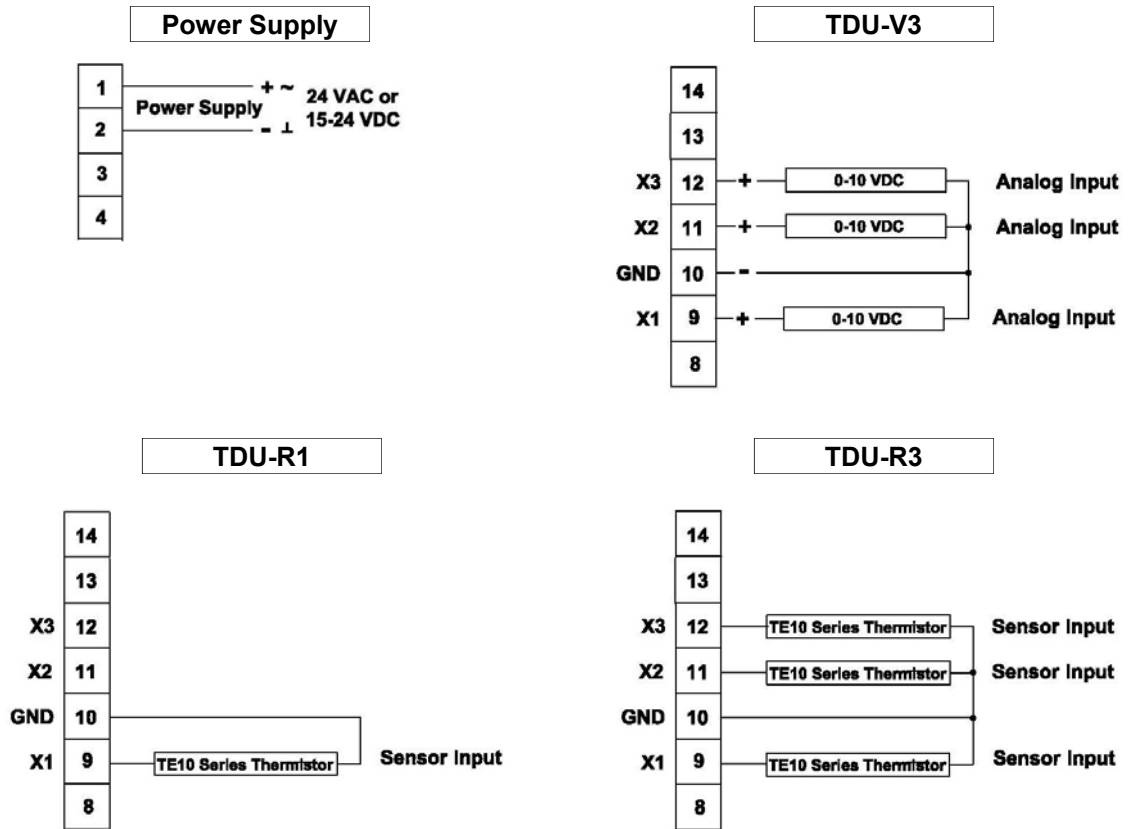 Power Supply
1
+ ~
24 VAC or
Power Supply
15-24 VDC
2
- ⊥
3
4
TDU-V3
14
13
X3 12 + 0-10 VDC Analog Input
X2 11 + 0-10 VDC Analog Input
GND 10 -
X1 9 + 0-10 VDC Analog Input
8
TDU-R1
14
13
X3 12
X2 11
GND 10
X1 9 TE10 Series Thermistor Sensor Input
8
TDU-R3
14
13
X3 12 TE10 Series Thermistor Sensor Input
X2 11 TE10 Series Thermistor Sensor Input
GND 10
X1 9 TE10 Series Thermistor Sensor Input
8